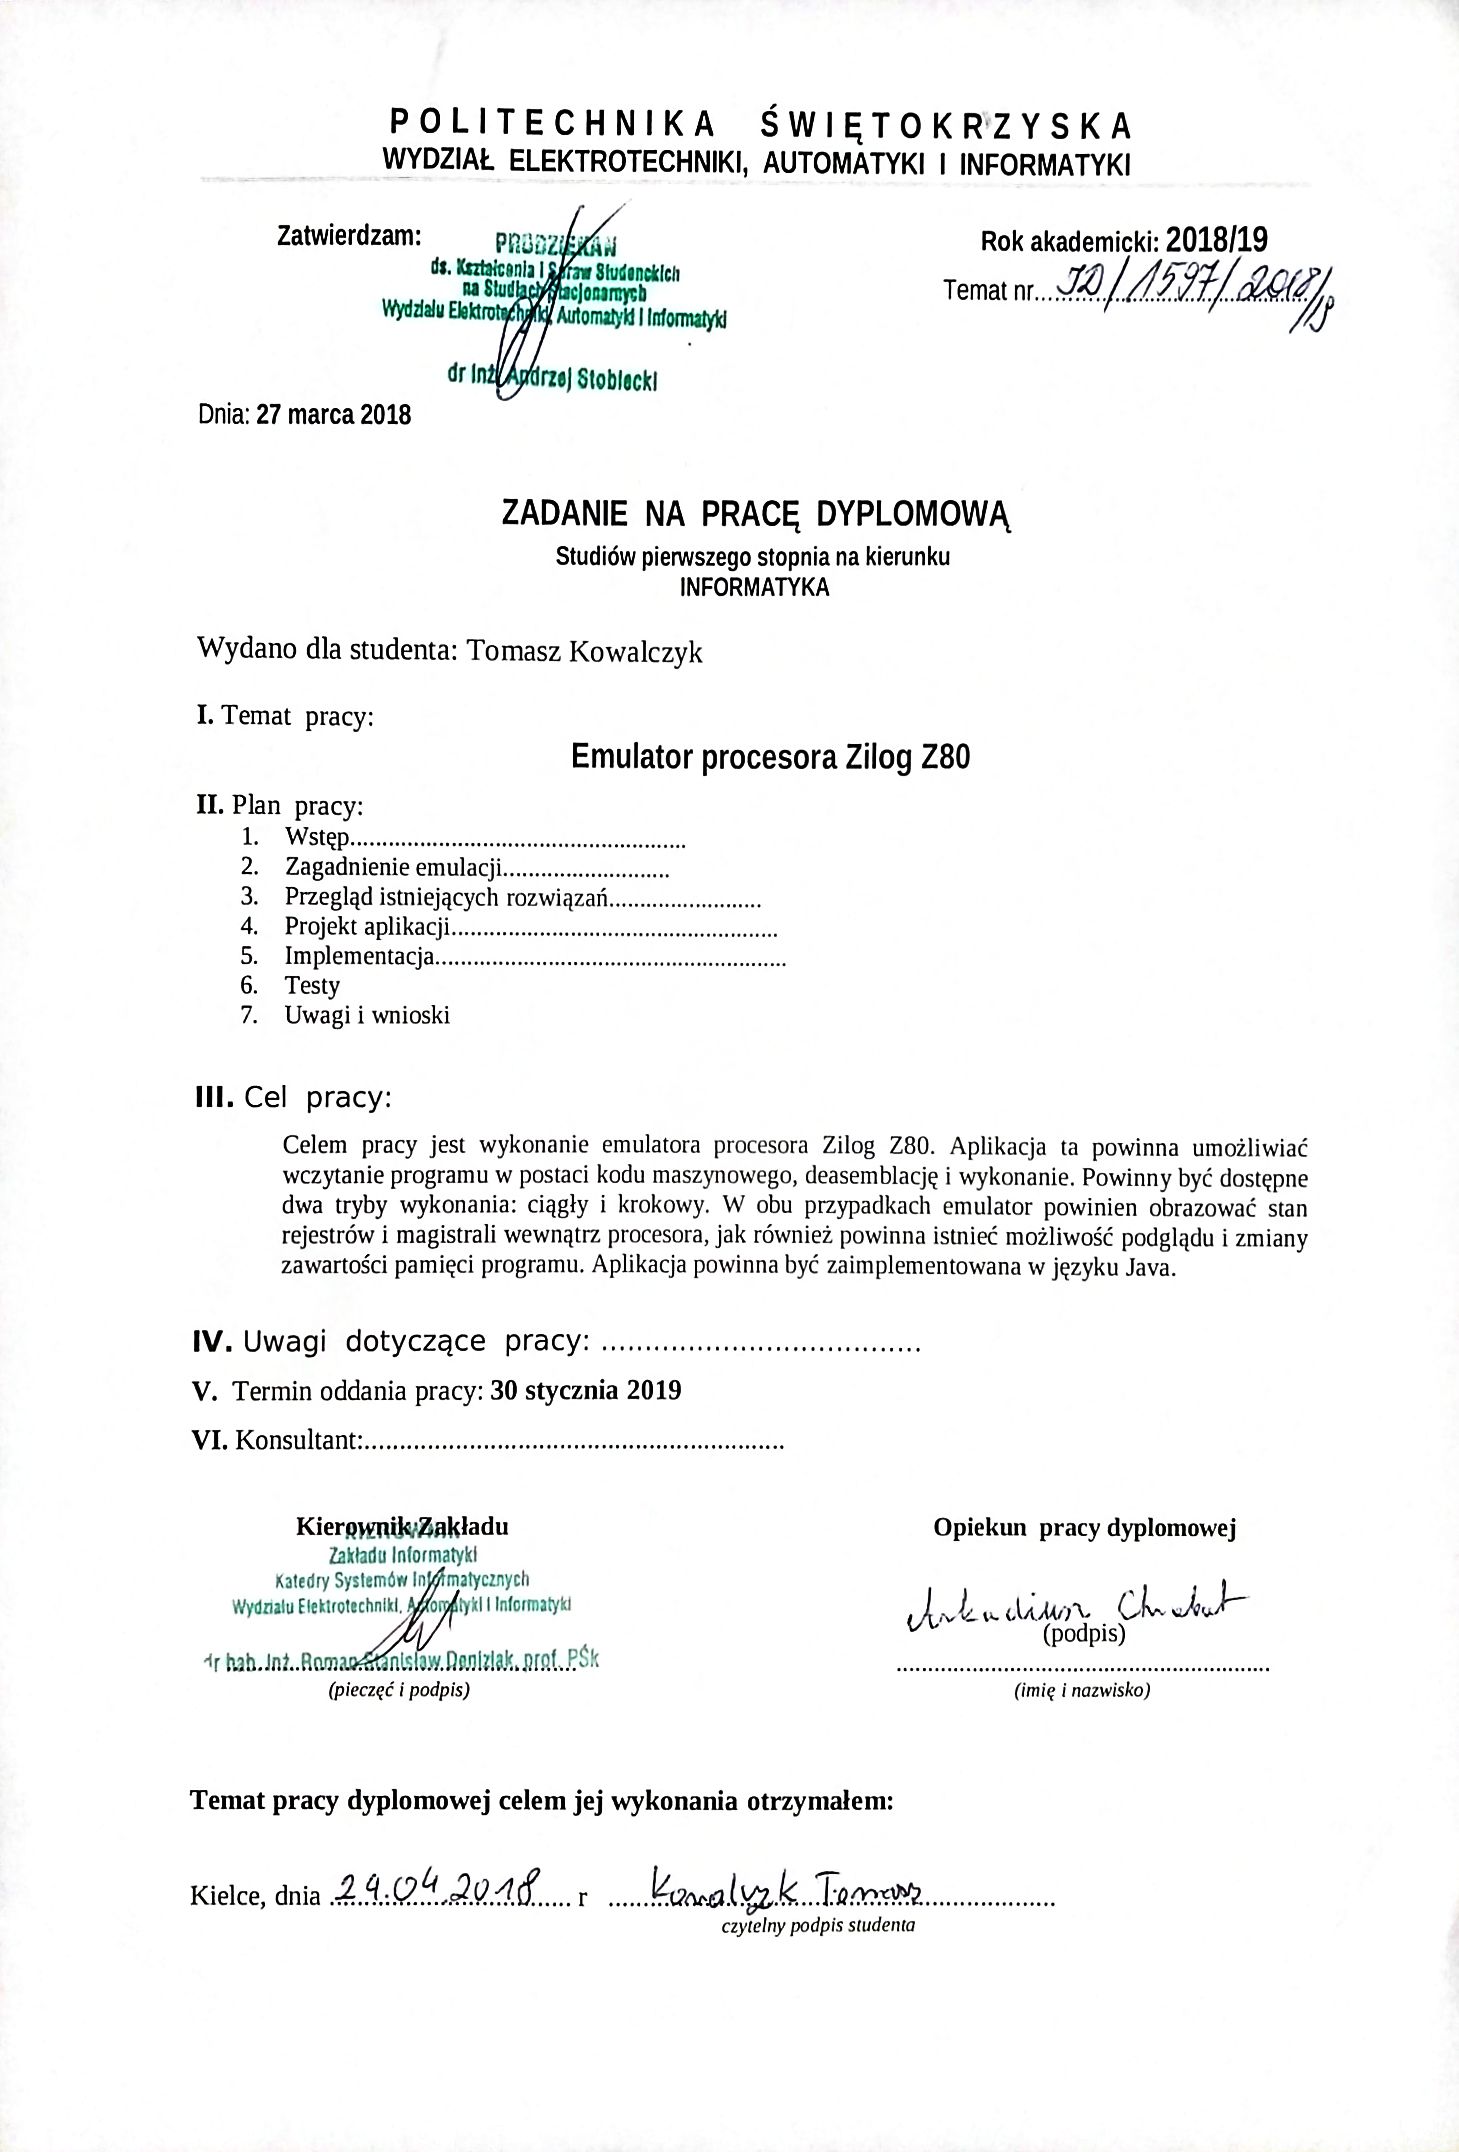 POLITECHNIKA ŚWIĘTOKRZYSKA
WYDZIAŁ ELEKTROTECHNIKI, AUTOMATYKI I INFORMATYKI
Zatwierdzam:
PRODZIEKAN
ds. Kształcenia i Spraw Studenckich
na Studiach Stacjonarnych
Wydziału Elektrotechniki, Automatyki i Informatyki
dr inż. Andrzej Stobiecki
Rok akademicki: 2018/19
Temat nr... ID/1597/2018/19
Dnia: 27 marca 2018
ZADANIE NA PRACĘ DYPLOMOWĄ
Studiów pierwszego stopnia na kierunku
INFORMATYKA
Wydano dla studenta: Tomasz Kowalczyk
I. Temat pracy:
Emulator procesora Zilog Z80
II. Plan pracy:
1. Wstęp....................................................
2. Zagadnienie emulacji..........................
3. Przegląd istniejących rozwiązań........................
4. Projekt aplikacji...................................................
5. Implementacja.......................................................
6. Testy
7. Uwagi i wnioski
III. Cel pracy:
Celem pracy jest wykonanie emulatora procesora Zilog Z80. Aplikacja ta powinna umożliwiać
wczytanie programu w postaci kodu maszynowego, deasemblację i wykonanie. Powinny być dostępne
dwa tryby wykonania: ciągły i krokowy. W obu przypadkach emulator powinien obrazować stan
rejestrów i magistrali wewnątrz procesora, jak również powinna istnieć możliwość podglądu i zmiany
zawartości pamięci programu. Aplikacja powinna być zaimplementowana w języku Java.
IV. Uwagi dotyczące pracy: .....................................
V. Termin oddania pracy: 30 stycznia 2019
VI. Konsultant:................................................................
Kierownik Zakładu
KIEROWNIK
Zakładu Informatyki
Katedry Systemów Informatycznych
Wydziału Elektrotechniki, Automatyki i Informatyki
dr hab. inż. Roman Stanisław Deniziak, prof. PŚk
(pieczęć i podpis)
Opiekun pracy dyplomowej
Arkadiusz Chrobot
(podpis)
(imię i nazwisko)
Temat pracy dyplomowej celem jej wykonania otrzymałem:
Kielce, dnia 24.04.2018 r Kowalczyk Tomasz
czytelny podpis studenta